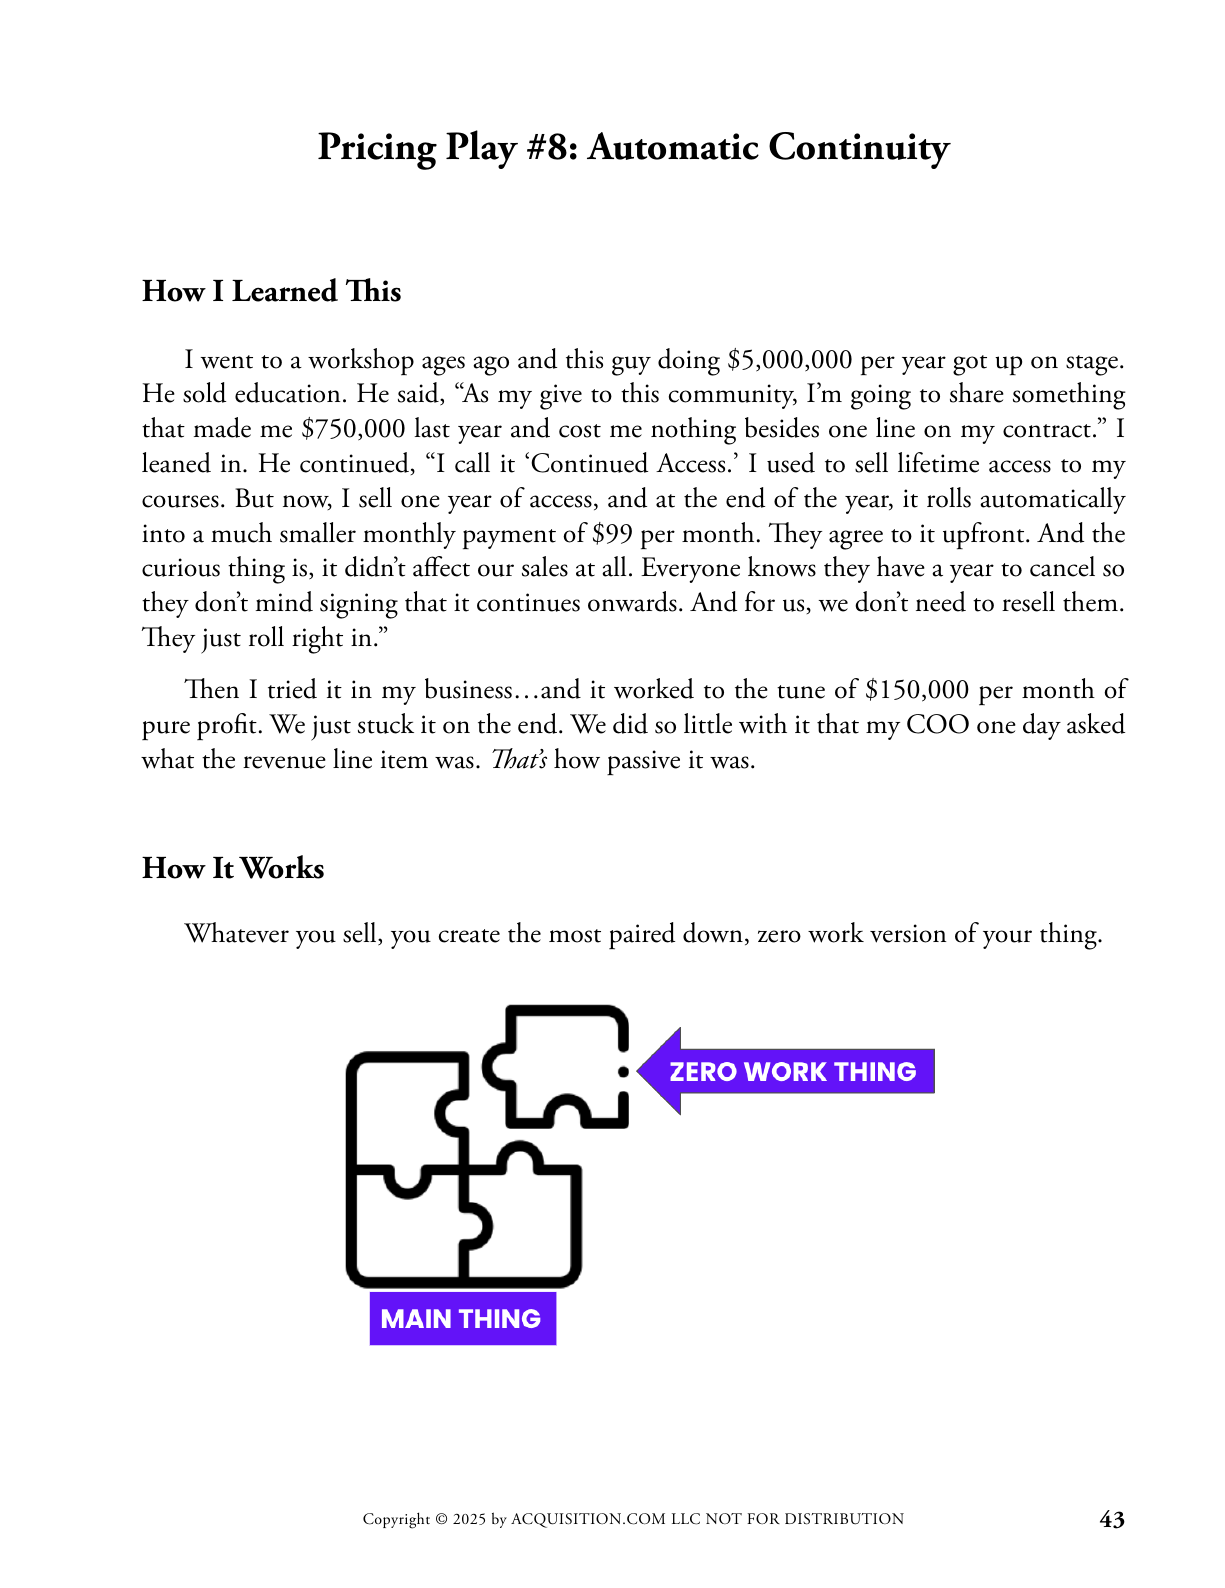 Pricing Play #8: Automatic Continuity
How I Learned This
I went to a workshop ages ago and this guy doing $5,000,000 per year got up on stage.
He sold education. He said, “As my give to this community, I’m going to share something
that made me $750,000 last year and cost me nothing besides one line on my contract.” I
leaned in. He continued, “I call it ‘Continued Access.’ I used to sell lifetime access to my
courses. But now, I sell one year of access, and at the end of the year, it rolls automatically
into a much smaller monthly payment of $99 per month. They agree to it upfront. And the
curious thing is, it didn’t affect our sales at all. Everyone knows they have a year to cancel so
they don’t mind signing that it continues onwards. And for us, we don’t need to resell them.
They just roll right in.”
Then I tried it in my business…and it worked to the tune of $150,000 per month of
pure profit. We just stuck it on the end. We did so little with it that my COO one day asked
what the revenue line item was. That’s how passive it was.
How It Works
Whatever you sell, you create the most paired down, zero work version of your thing.
ZERO WORK THING
MAIN THING
Copyright © 2025 by ACQUISITION.COM LLC NOT FOR DISTRIBUTION
43